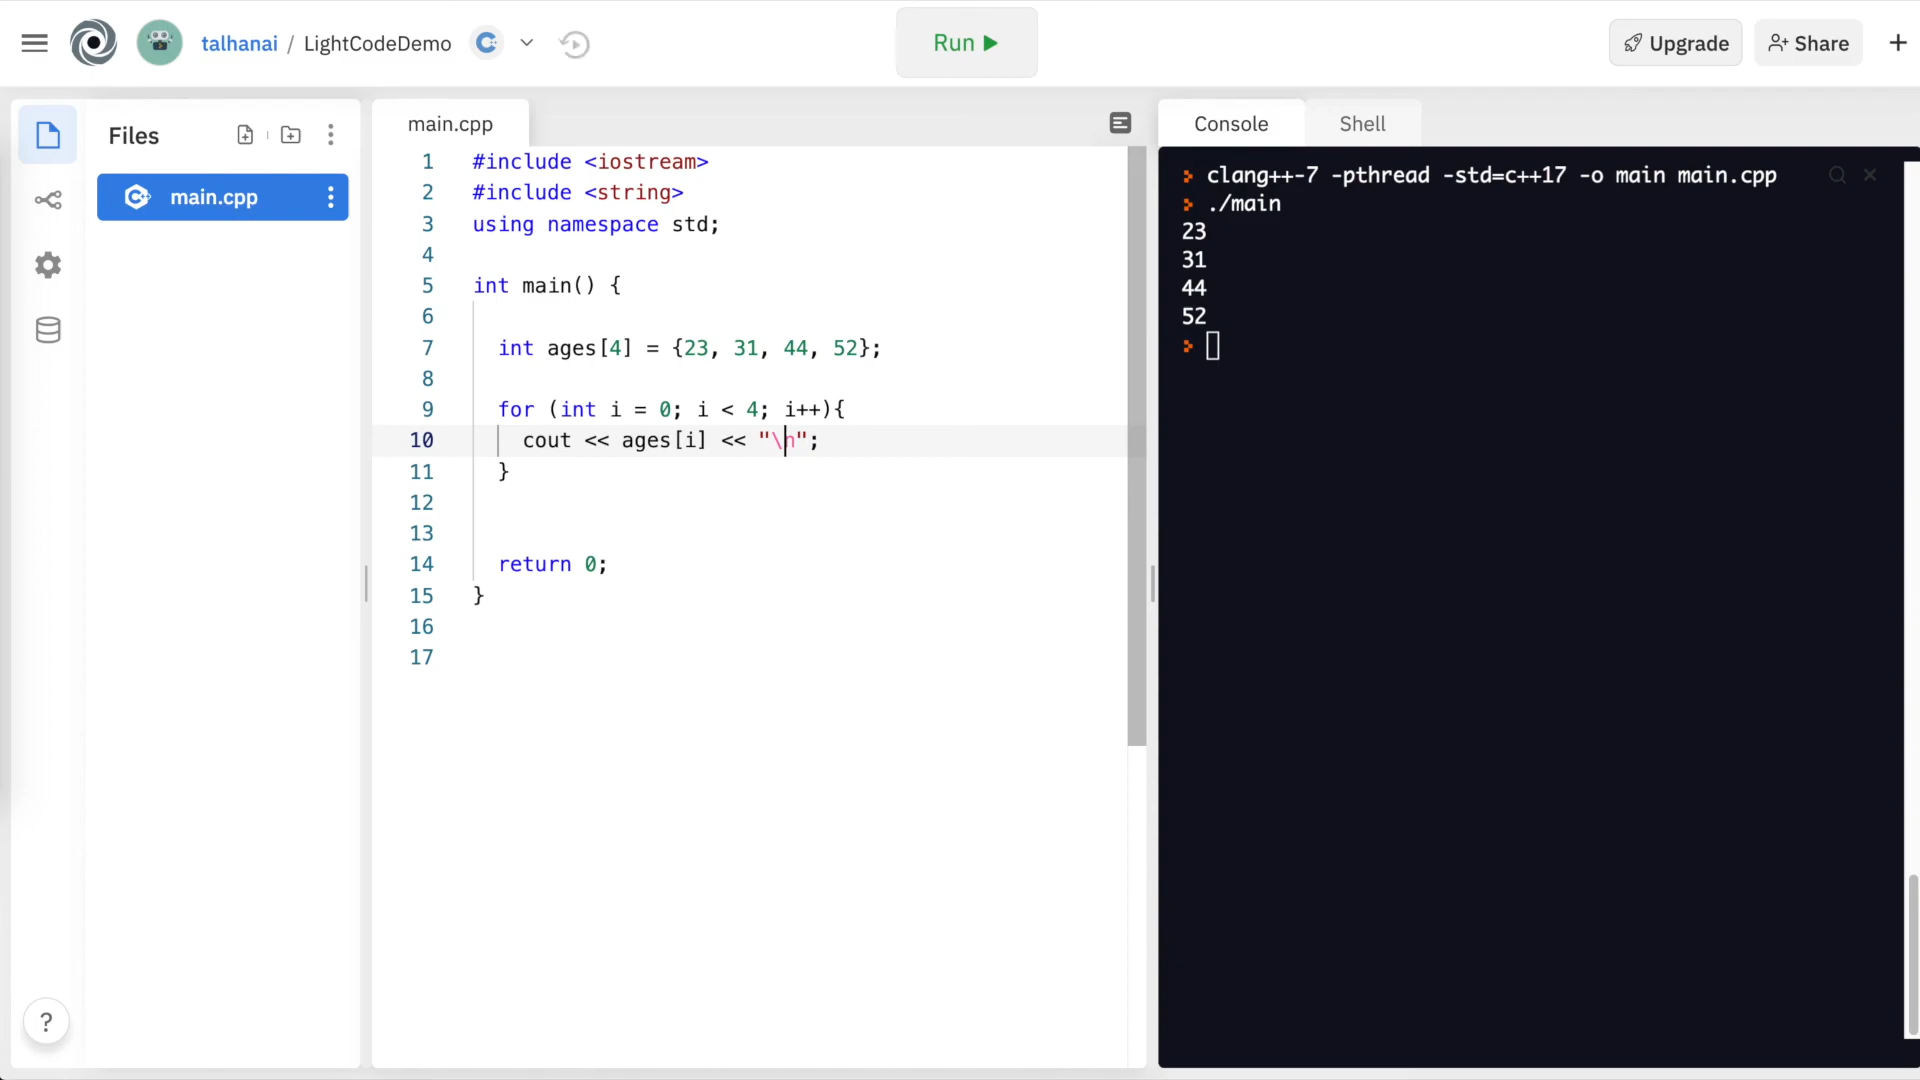 talhanai / LightCodeDemo
Run
Upgrade
Share
Files
main.cpp
main.cpp
1 #include <iostream>
2 #include <string>
3 using namespace std;
4
5 int main() {
6
7 int ages[4] = {23, 31, 44, 52};
8
9 for (int i = 0; i < 4; i++){
10 cout << ages[i] << "\n";
11 }
12
13
14 return 0;
15 }
16
17
Console
Shell
clang++-7 -pthread -std=c++17 -o main main.cpp
./main
23
31
44
52
?